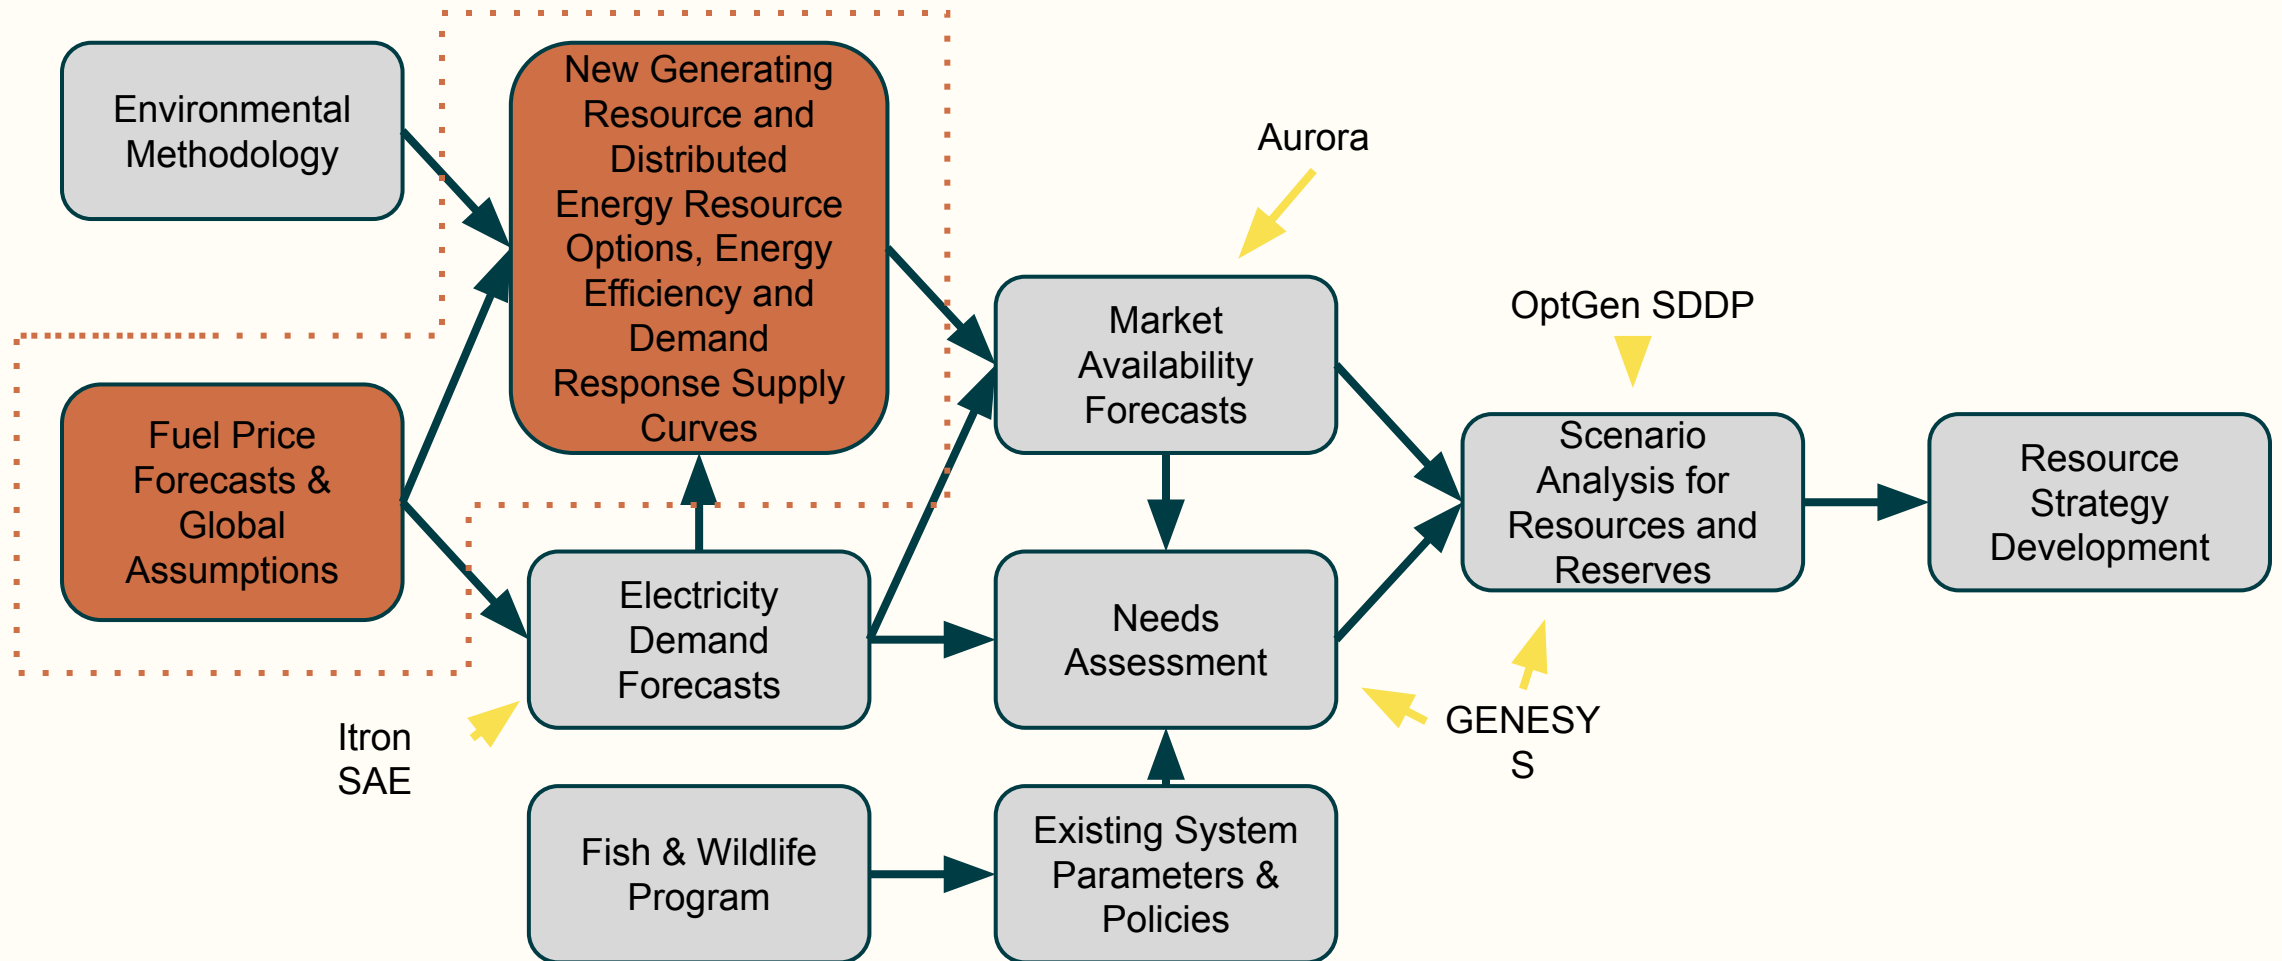 Environmental
Methodology
New Generating
Resource and
Distributed
Energy Resource
Options, Energy
Efficiency and
Demand
Response Supply
Curves
Aurora
Market
Availability
Forecasts
OptGen SDDP
Fuel Price
Forecasts &
Global
Assumptions
Scenario
Analysis for
Resources and
Reserves
Resource
Strategy
Development
Electricity
Demand
Forecasts
Needs
Assessment
Itron
SAE
GENESY
S
Fish & Wildlife
Program
Existing System
Parameters &
Policies